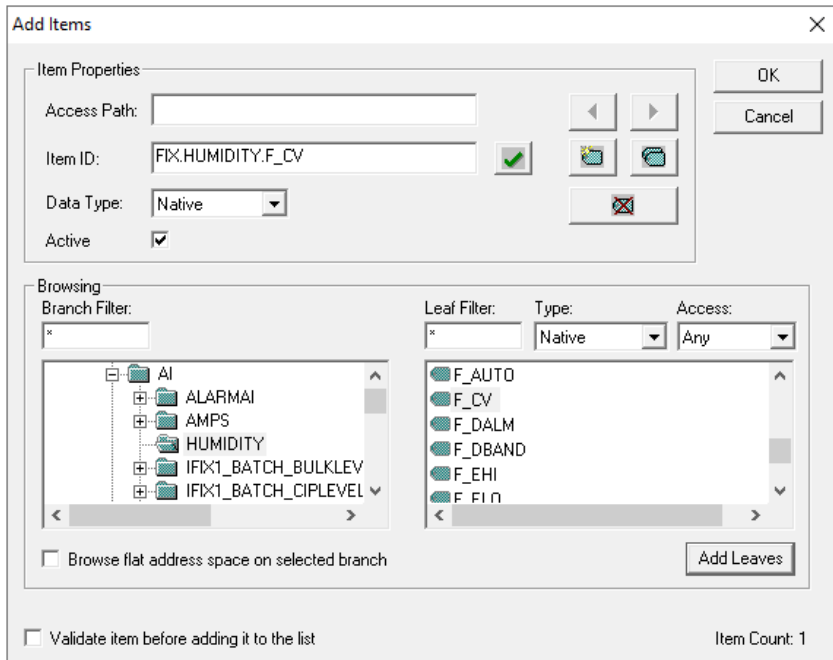 Add Items
Item Properties
OK
Access Path:
Cancel
Item ID: FIX.HUMIDITY.F_CV
Data Type: Native
Active
Browsing
Branch Filter: Leaf Filter: Type: Access:
* * Native Any
AI
ALARMAI
AMPS
HUMIDITY
IFIX1_BATCH_BULKLEV
IFIX1_BATCH_CIPLEVEL
F_AUTO
F_CV
F_DALM
F_DBAND
F_EHI
F_ELO
Browse flat address space on selected branch
Add Leaves
Validate item before adding it to the list
Item Count: 1